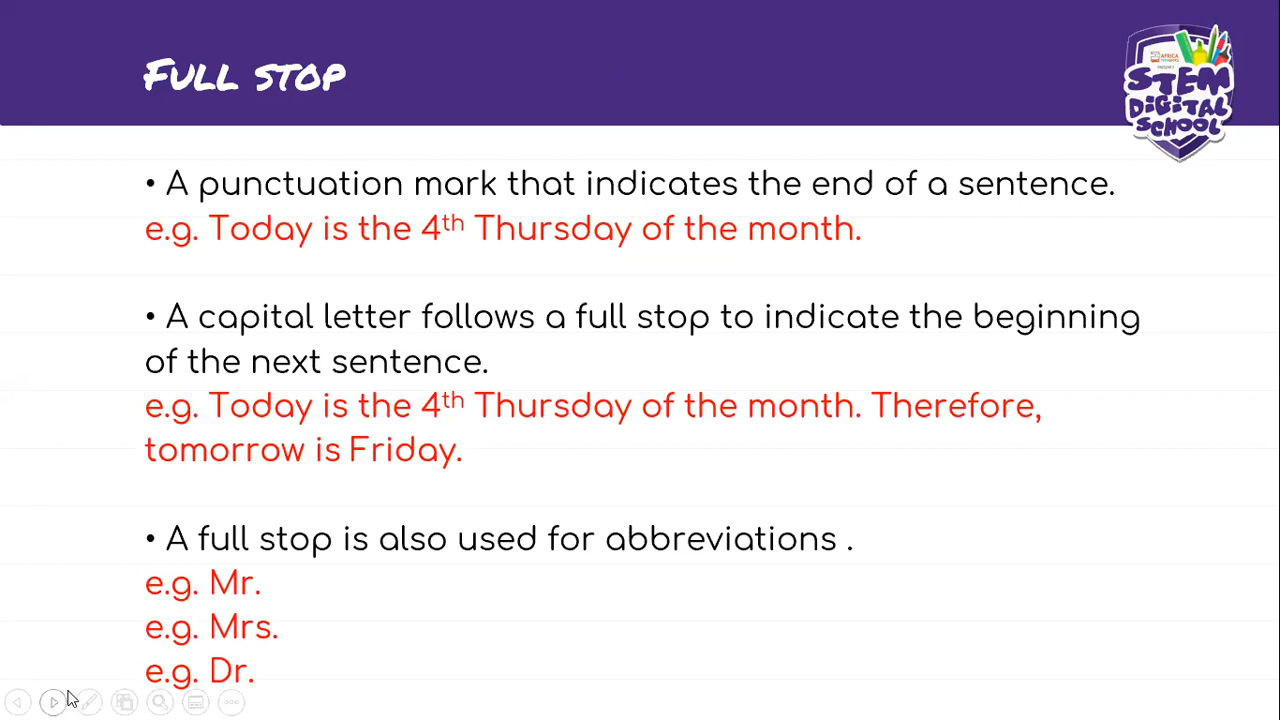 Full stop
AFRICA
STEM
DIGITAL
SCHOOL
• A punctuation mark that indicates the end of a sentence.
e.g. Today is the 4th Thursday of the month.
• A capital letter follows a full stop to indicate the beginning
of the next sentence.
e.g. Today is the 4th Thursday of the month. Therefore,
tomorrow is Friday.
• A full stop is also used for abbreviations .
e.g. Mr.
e.g. Mrs.
e.g. Dr.